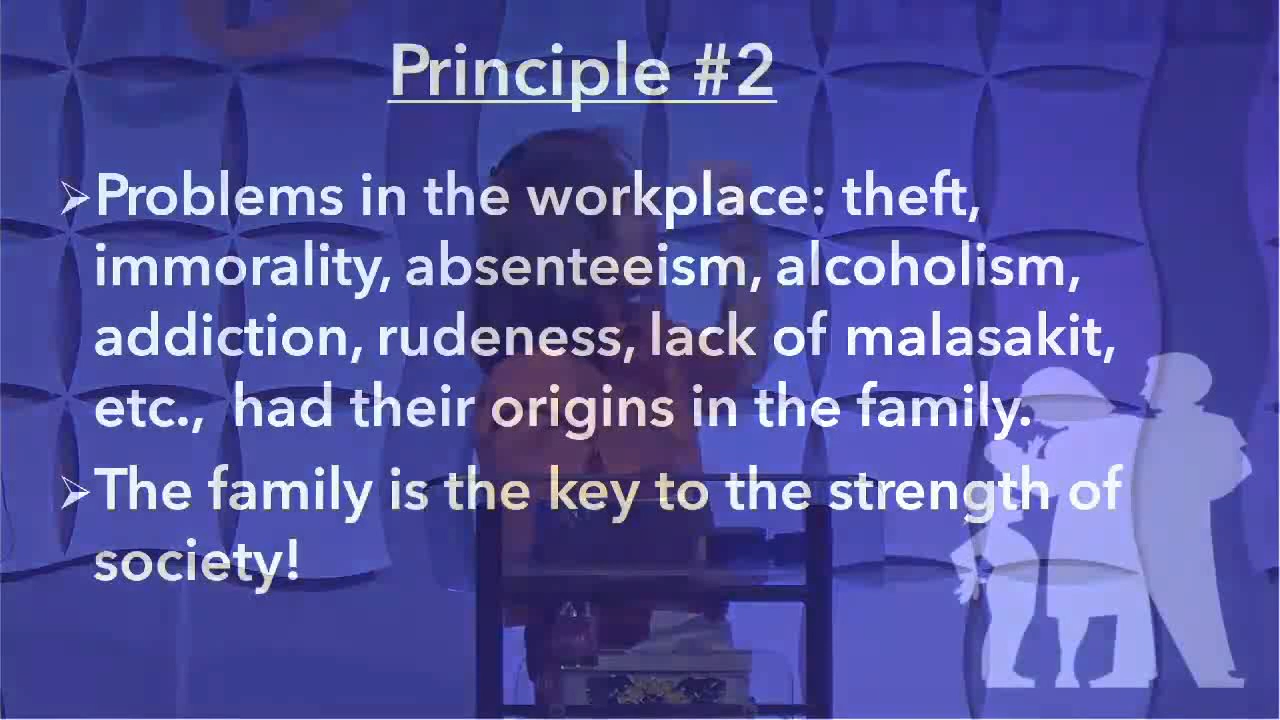 Principle #2
➢Problems in the workplace: theft,
immorality, absenteeism, alcoholism,
addiction, rudeness, lack of malasakit,
etc., had their origins in the family.
➢The family is the key to the strength of
society!